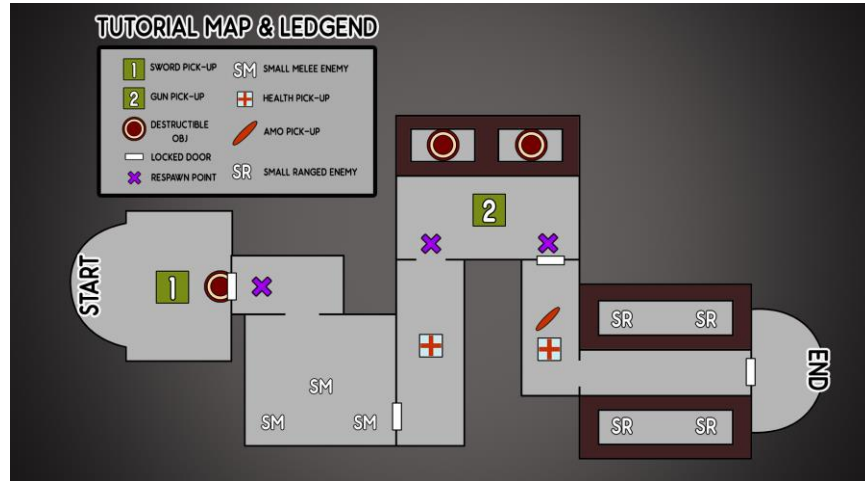 TUTORIAL MAP & LEDGEND
1 SWORD PICK-UP
SM SMALL MELEE ENEMY
2 GUN PICK-UP
HEALTH PICK-UP
DESTRUCTIBLE
OBJ
AMO PICK-UP
LOCKED DOOR
RESPAWN POINT
SR SMALL RANGED ENEMY
2
START
1
SR SR
END
SM
SM SM
SR SR